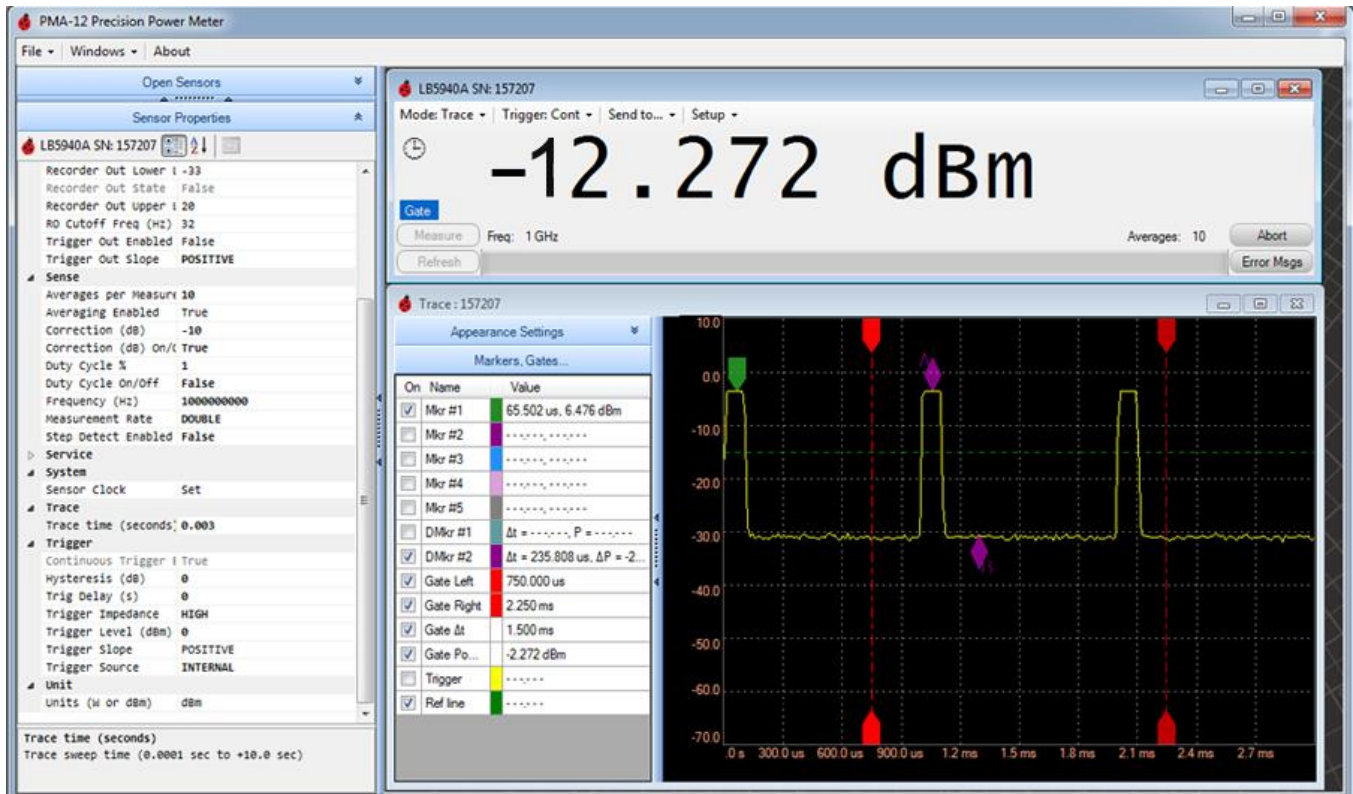 PMA-12 Precision Power Meter
File Windows About
Open Sensors
Sensor Properties
LB5940A SN: 157207
Recorder Out Lower -33
Recorder Out State False
Recorder Out Upper 20
RO Cutoff Freq (Hz) 32
Trigger Out Enabled False
Trigger Out Slope POSITIVE
Sense
Averages per Measure 10
Averaging Enabled True
Correction (dB) -10
Correction (dB) On/ True
Duty Cycle % 1
Duty Cycle On/Off False
Frequency (Hz) 1000000000
Measurement Rate DOUBLE
Step Detect Enabled False
Service
System
Sensor Clock Set
Trace
Trace time (seconds) 0.003
Trigger
Continuous Trigger True
Hysteresis (dB) 0
Trig Delay (s) 0
Trigger Impedance HIGH
Trigger Level (dBm) 0
Trigger Slope POSITIVE
Trigger Source INTERNAL
Unit
Units (W or dBm) dBm
Trace time (seconds)
Trace sweep time (0.0001 sec to +10.0 sec)
LB5940A SN: 157207
Mode: Trace Trigger: Cont Send to... Setup
-12.272 dBm
Gate
Measure Freq: 1 GHz Averages: 10 Abort
Refresh Error Msgs
Trace : 157207
Appearance Settings
Markers, Gates...
On Name Value
Mkr #1 65.502 us, 6.476 dBm
Mkr #2 ---.---, ---.---
Mkr #3 ---.---, ---.---
Mkr #4 ---.---, ---.---
Mkr #5 ---.---, ---.---
DMkr #1 Δt = ---.---, P = ---.---
DMkr #2 Δt = 235.808 us, ΔP = -2...
Gate Left 750.000 us
Gate Right 2.250 ms
Gate Δt 1.500 ms
Gate Po... -2.272 dBm
Trigger ---.---
Ref line ---.---
10.0
0.0
-10.0
-20.0
-30.0
-40.0
-50.0
-60.0
-70.0
.0 s 300.0 us 600.0 us 900.0 us 1.2 ms 1.5 ms 1.8 ms 2.1 ms 2.4 ms 2.7 ms